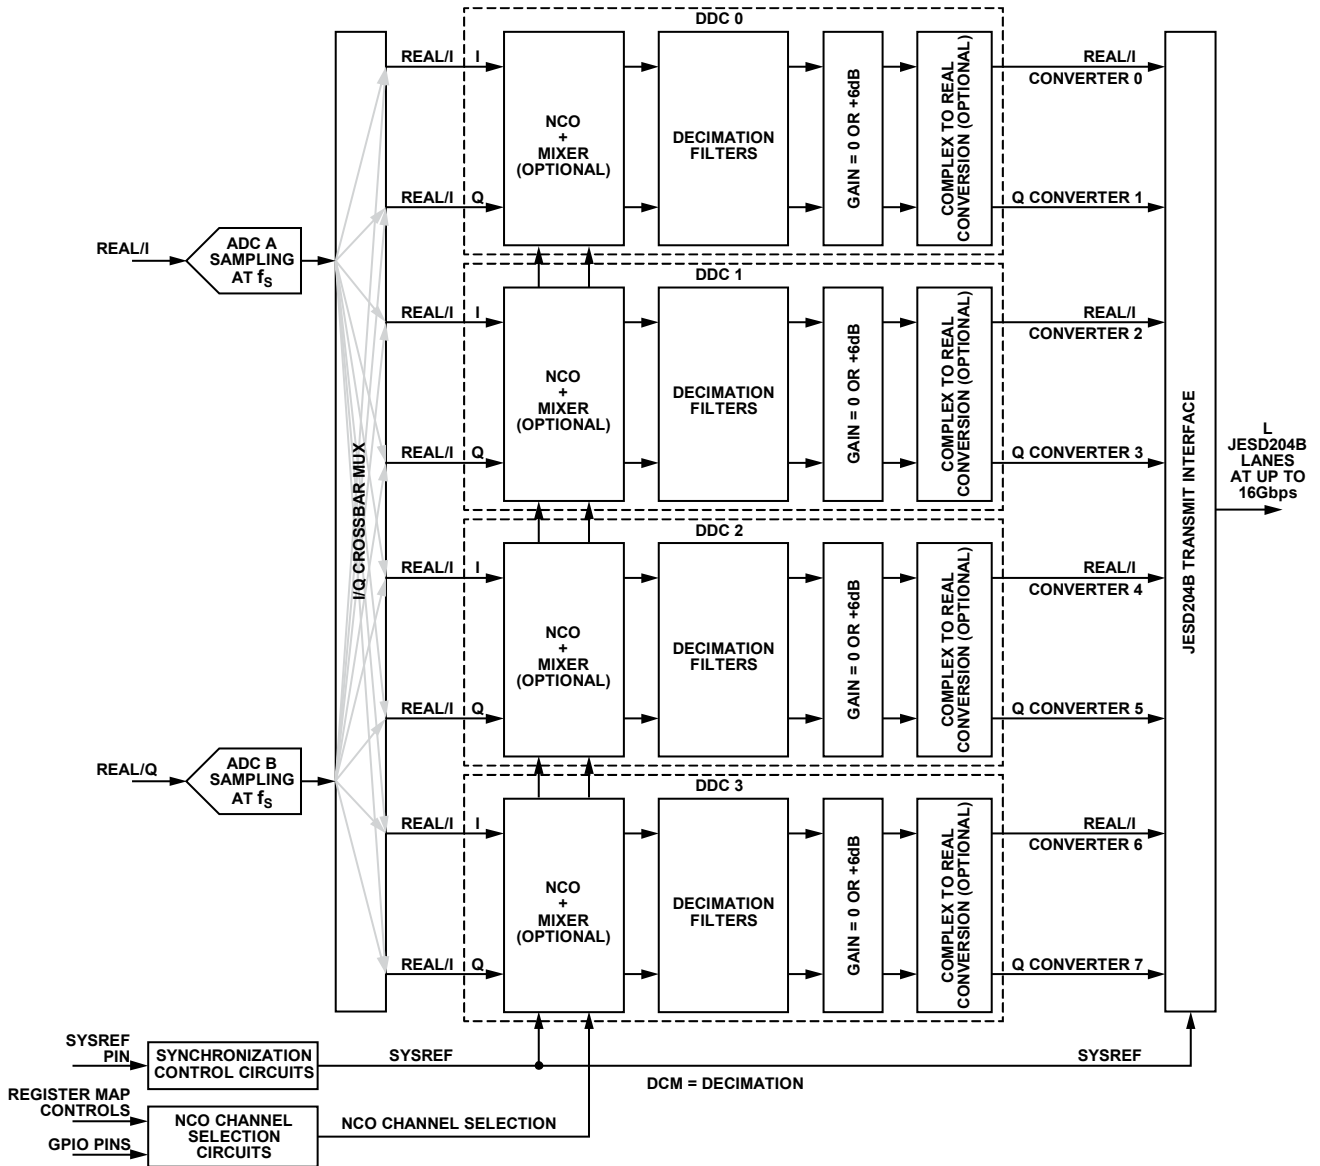 DDC 0
REAL/I
I
REAL/I
Q
NCO
+
MIXER
(OPTIONAL)
DECIMATION
FILTERS
GAIN = 0 OR +6dB
COMPLEX TO REAL
CONVERSION (OPTIONAL)
REAL/I
CONVERTER 0
Q CONVERTER 1
REAL/I
ADC A
SAMPLING
AT fS
I/Q CROSSBAR MUX
DDC 1
REAL/I
I
REAL/I
Q
NCO
+
MIXER
(OPTIONAL)
DECIMATION
FILTERS
GAIN = 0 OR +6dB
COMPLEX TO REAL
CONVERSION (OPTIONAL)
REAL/I
CONVERTER 2
Q CONVERTER 3
JESD204B TRANSMIT INTERFACE
L
JESD204B
LANES
AT UP TO
16Gbps
DDC 2
REAL/I
I
REAL/I
Q
NCO
+
MIXER
(OPTIONAL)
DECIMATION
FILTERS
GAIN = 0 OR +6dB
COMPLEX TO REAL
CONVERSION (OPTIONAL)
REAL/I
CONVERTER 4
Q CONVERTER 5
REAL/Q
ADC B
SAMPLING
AT fS
DDC 3
REAL/I
I
REAL/I
Q
NCO
+
MIXER
(OPTIONAL)
DECIMATION
FILTERS
GAIN = 0 OR +6dB
COMPLEX TO REAL
CONVERSION (OPTIONAL)
REAL/I
CONVERTER 6
Q CONVERTER 7
SYSREF
PIN
SYNCHRONIZATION
CONTROL CIRCUITS
SYSREF
SYSREF
DCM = DECIMATION
REGISTER MAP
CONTROLS
GPIO PINS
NCO CHANNEL
SELECTION
CIRCUITS
NCO CHANNEL SELECTION